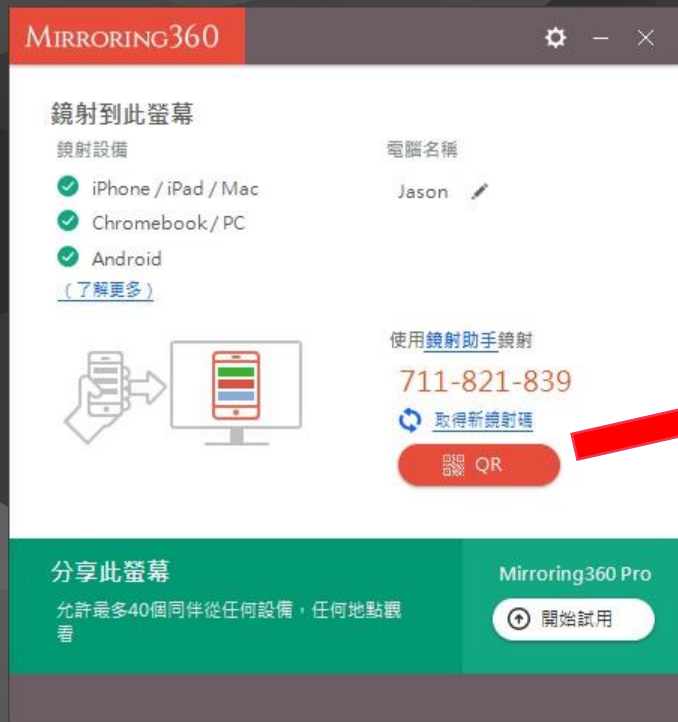 MIRRORING360
鏡射到此螢幕
鏡射設備
電腦名稱
iPhone / iPad / Mac
Jason
Chromebook / PC
Android
(了解更多)
使用鏡射助手鏡射
711-821-839
取得新鏡射碼
QR
分享此螢幕
允許最多40個同伴從任何設備，任何地點觀
看
Mirroring360 Pro
開始試用